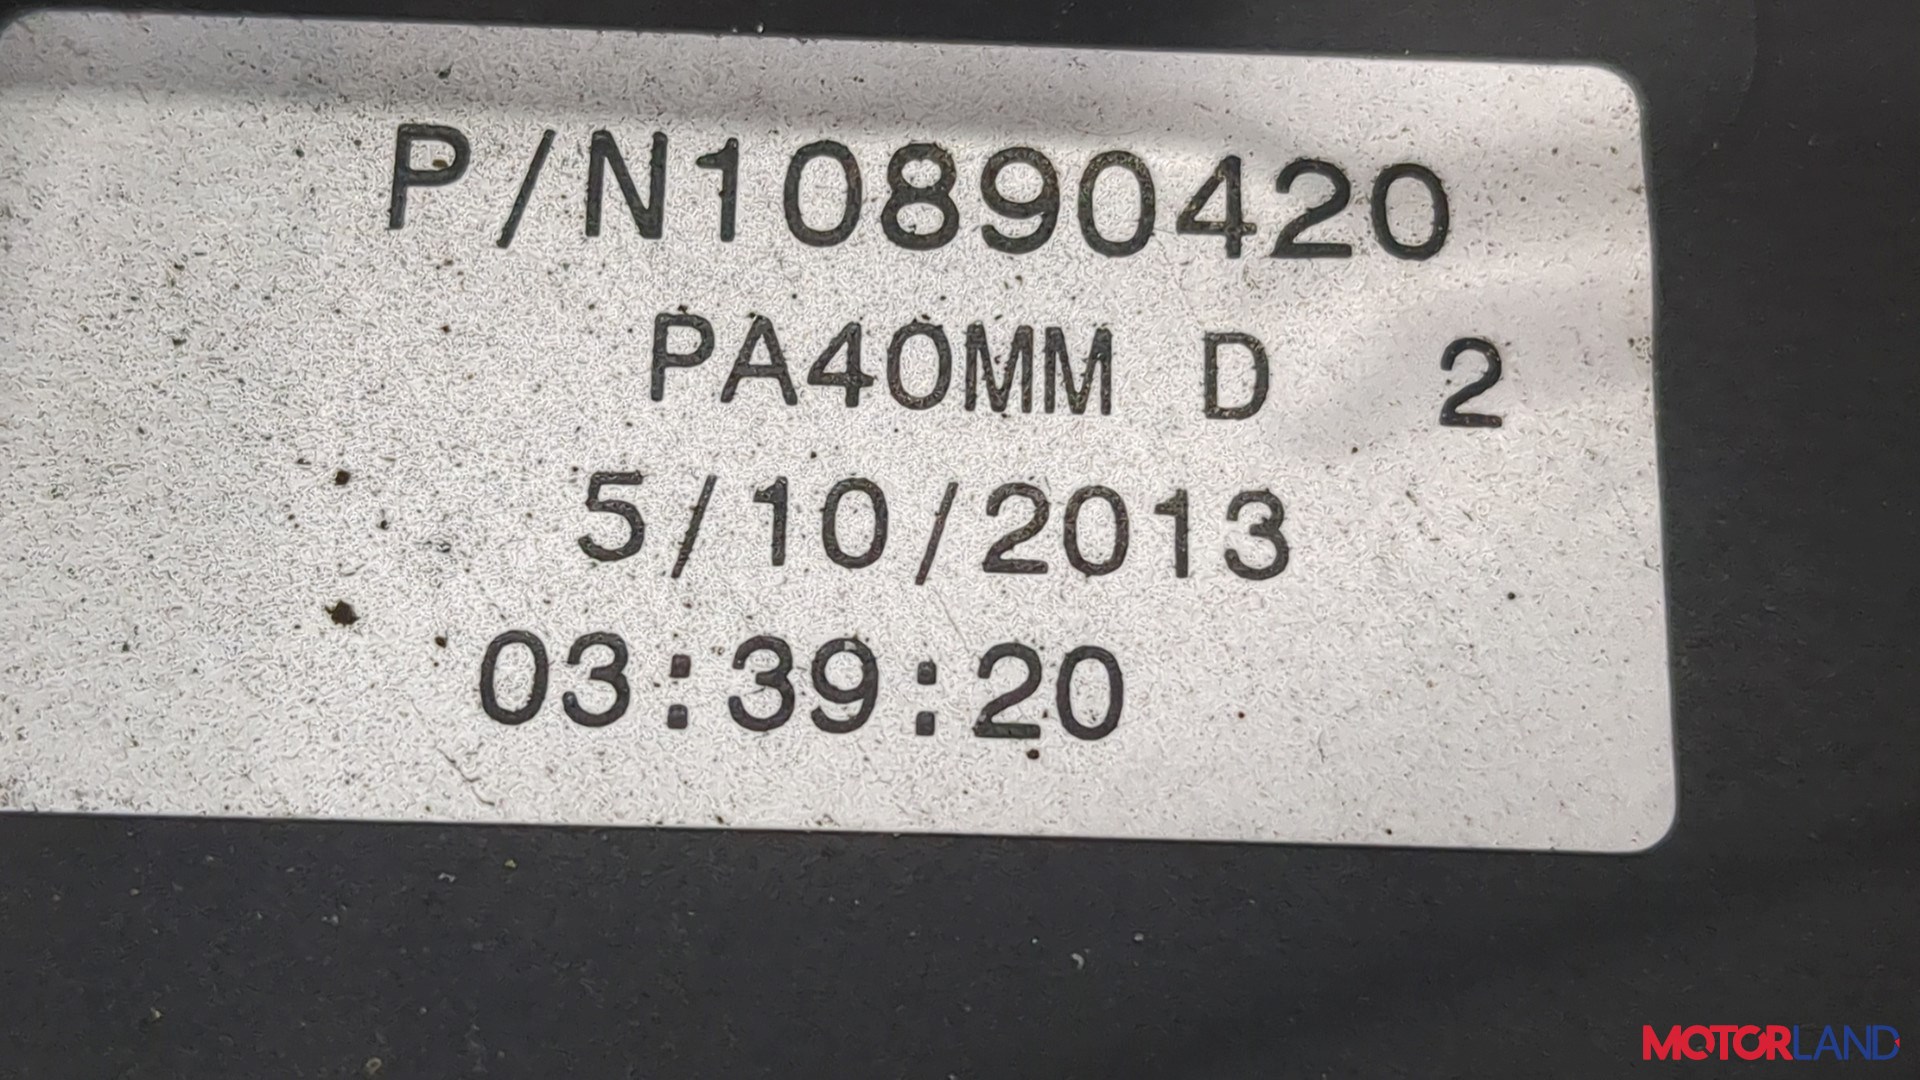 P/N10890420
PA40MM D 2
5/10/2013
03:39:20
MOTORLAND